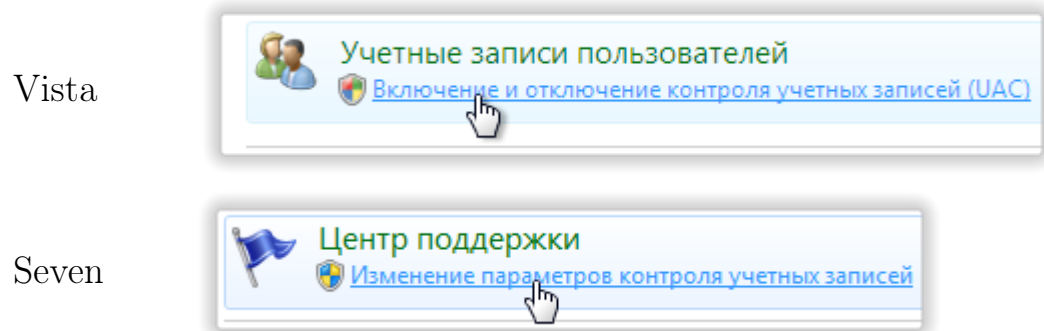 Vista
Учетные записи пользователей
Включение и отключение контроля учетных записей (UAC)
Seven
Центр поддержки
Изменение параметров контроля учетных записей